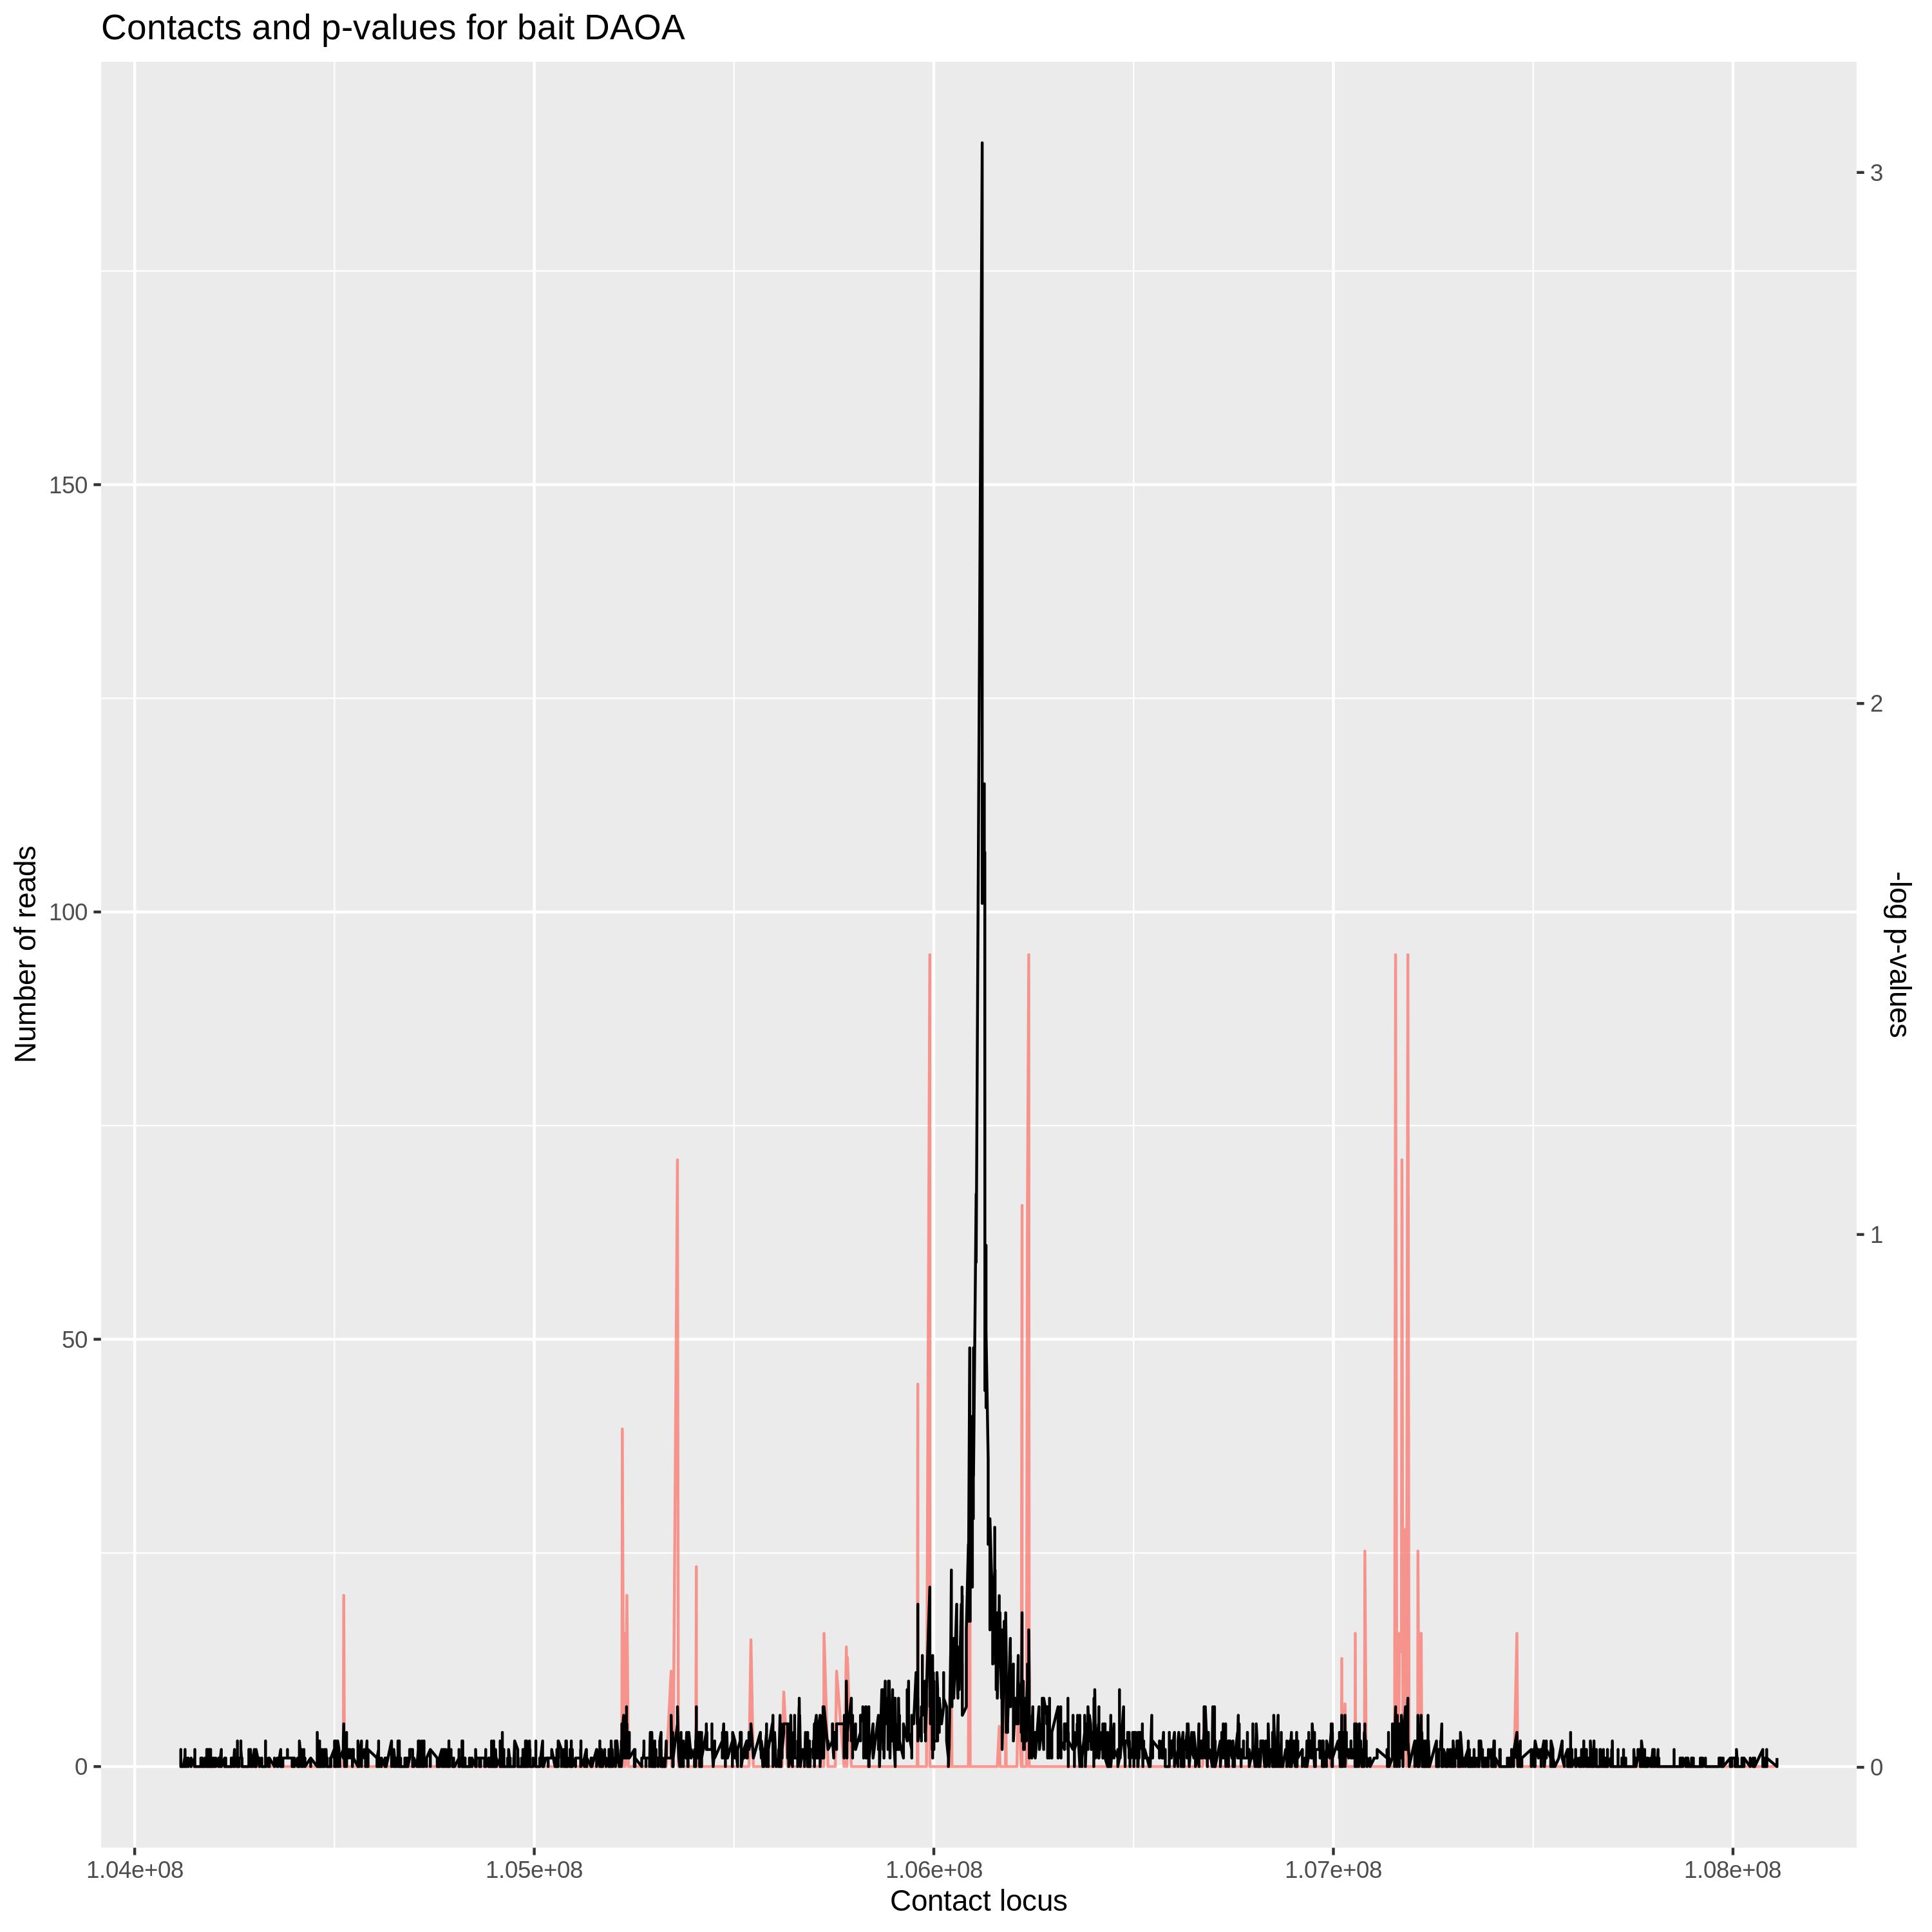 Contacts and p-values for bait DAOA
Number of reads
150
100
50
0
3
2
1
0
-log p-values
1.04e+08
1.05e+08
1.06e+08
1.07e+08
1.08e+08
Contact locus